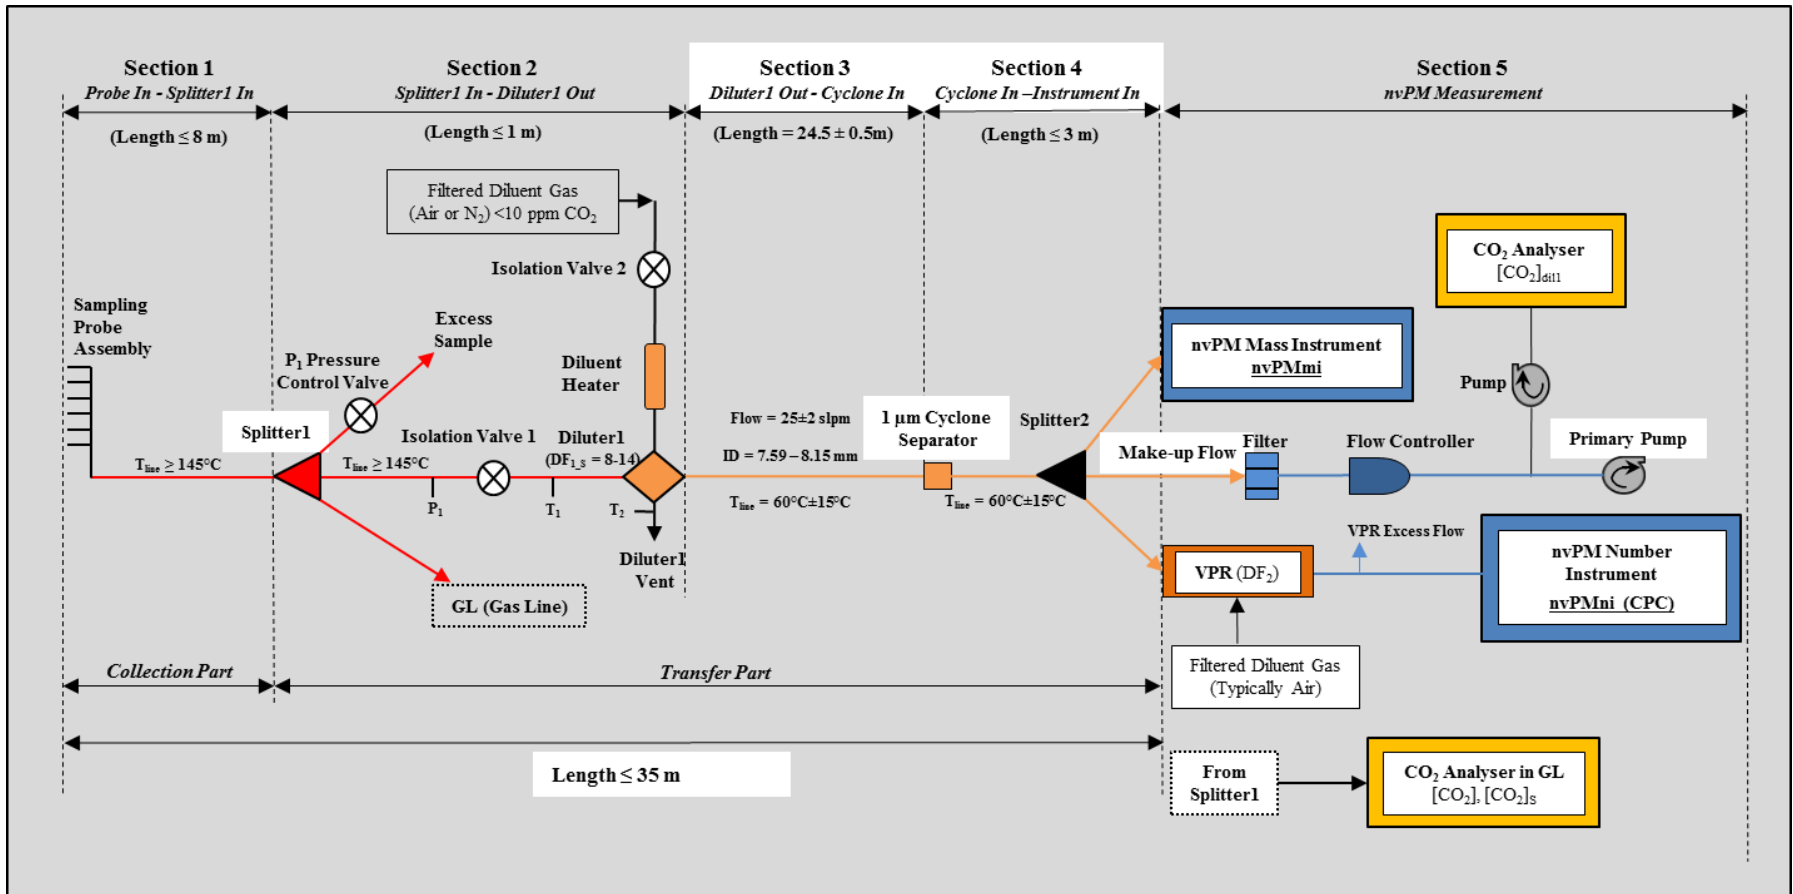 Section 1
Probe In - Splitter1 In
(Length ≤ 8 m)
Section 2
Splitter1 In - Diluter1 Out
(Length ≤ 1 m)
Section 3
Diluter1 Out - Cyclone In
(Length = 24.5 ± 0.5m)
Section 4
Cyclone In –Instrument In
(Length ≤ 3 m)
Section 5
nvPM Measurement
Filtered Diluent Gas
(Air or N2) <10 ppm CO2
Isolation Valve 2
Sampling
Probe
Assembly
Excess
Sample
P1 Pressure
Control Valve
Diluent
Heater
Splitter1
Isolation Valve 1
Diluter1
(DF1_S = 8-14)
Tline ≥ 145°C
Tline ≥ 145°C
P1
T1
T2
Diluter1
Vent
GL (Gas Line)
Flow = 25±2 slpm
ID = 7.59 – 8.15 mm
Tline = 60°C±15°C
1 µm Cyclone
Separator
Tline = 60°C±15°C
Splitter2
CO2 Analyser
[CO2]dil1
nvPM Mass Instrument
nvPMmi
Pump
Make-up Flow
Filter
Flow Controller
Primary Pump
VPR (DF2)
VPR Excess Flow
nvPM Number
Instrument
nvPMni (CPC)
Filtered Diluent Gas
(Typically Air)
Collection Part
Transfer Part
Length ≤ 35 m
From
Splitter1
CO2 Analyser in GL
[CO2], [CO2]S